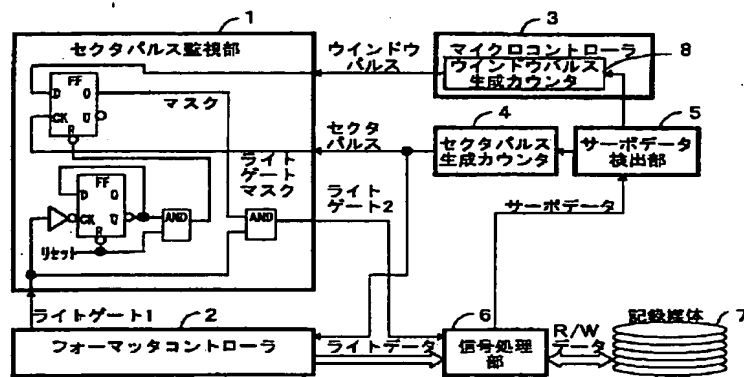 1
セクタパルス監視部
FF
D
Q
CK
R
マスク
FF
D
Q
CK
R
AND
リセット
AND
ライト
ゲート
マスク
ウインドウ
パルス
セクタ
パルス
ライト
ゲート2
3
マイクロコントローラ
ウインドウパルス
生成カウンタ
8
4
セクタパルス
生成カウンタ
5
サーボデータ
検出部
サーボデータ
ライトゲート1
2
フォーマッタコントローラ
ライトデータ
6
信号処理
部
R/W
データ
記録媒体
7